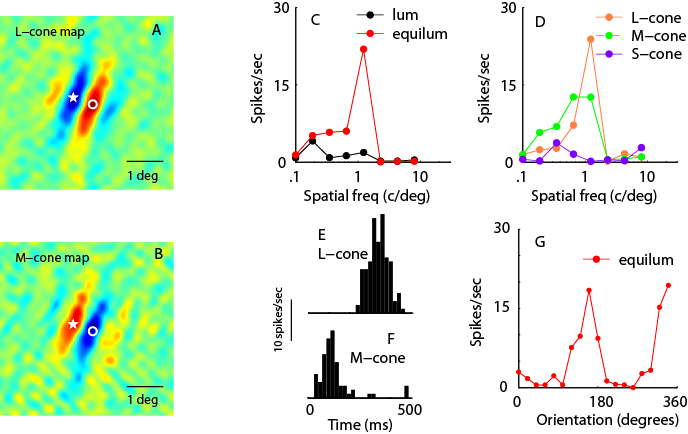 L−cone map
A
1 deg
M−cone map
B
1 deg
C
lum
equilum
30
15
0
Spikes/sec
.1
1
10
Spatial freq (c/deg)
D
L−cone
M−cone
S−cone
30
15
0
Spikes/sec
.1
1
10
Spatial freq (c/deg)
E
L−cone
F
M−cone
10 spikes/sec
0
500
Time (ms)
G
equilum
30
15
0
Spikes/sec
0
180
360
Orientation (degrees)